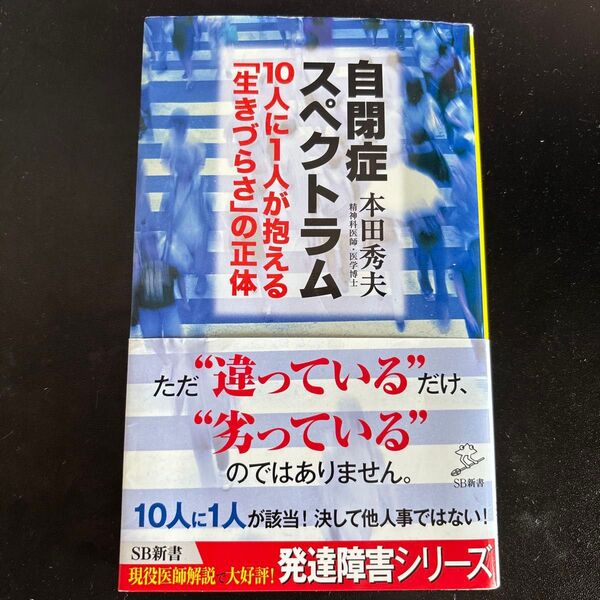 自閉症
スペクトラム
10人に1人が抱える
「生きづらさ」の正体
本田秀夫
精神科医師・医学博士
ただ“違っている”だけ、
“劣っている”
のではありません。
SB新書
10人に1人が該当！決して他人事ではない！
SB新書
現役医師解説で大好評！
発達障害シリーズ